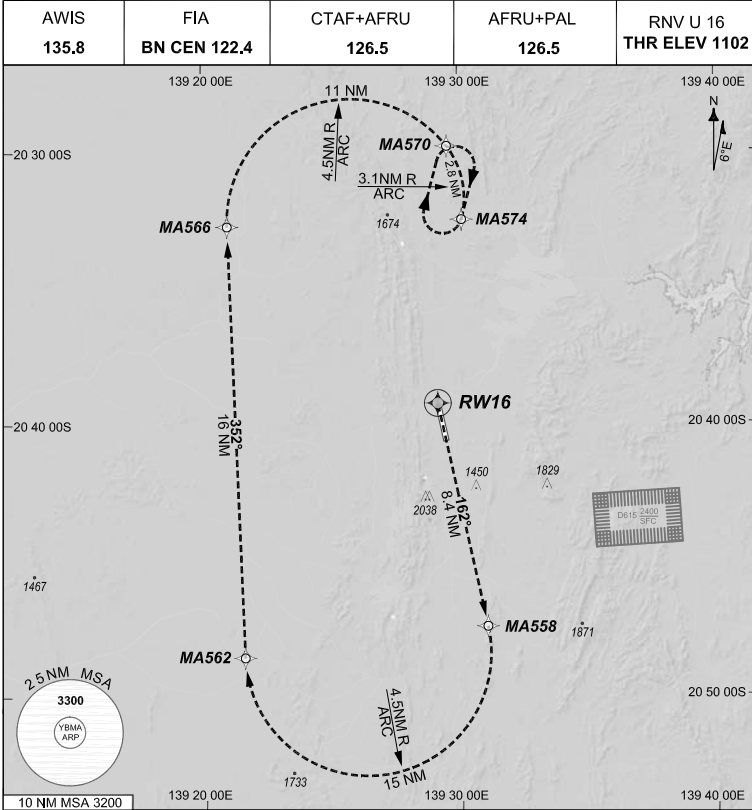 AWIS
135.8
FIA
BN CEN 122.4
CTAF+AFRU
126.5
AFRU+PAL
126.5
RNV U 16
THR ELEV 1102
139 20 00E
139 30 00E
139 40 00E
11 NM
N
6°E
4.5NM R
ARC
MA570
20 30 00S
3.1NM R
ARC
2.8 NM
MA574
MA566
1674
RW16
352°
16 NM
20 40 00S
20 40 00S
1450
1829
2038
162°
8.4 NM
D615 2400
SFC
1467
MA558
1871
MA562
25 NM MSA
3300
YBMA
ARP
4.5NM R
ARC
20 50 00S
1733
15 NM
10 NM MSA 3200
139 20 00E
139 30 00E
139 40 00E